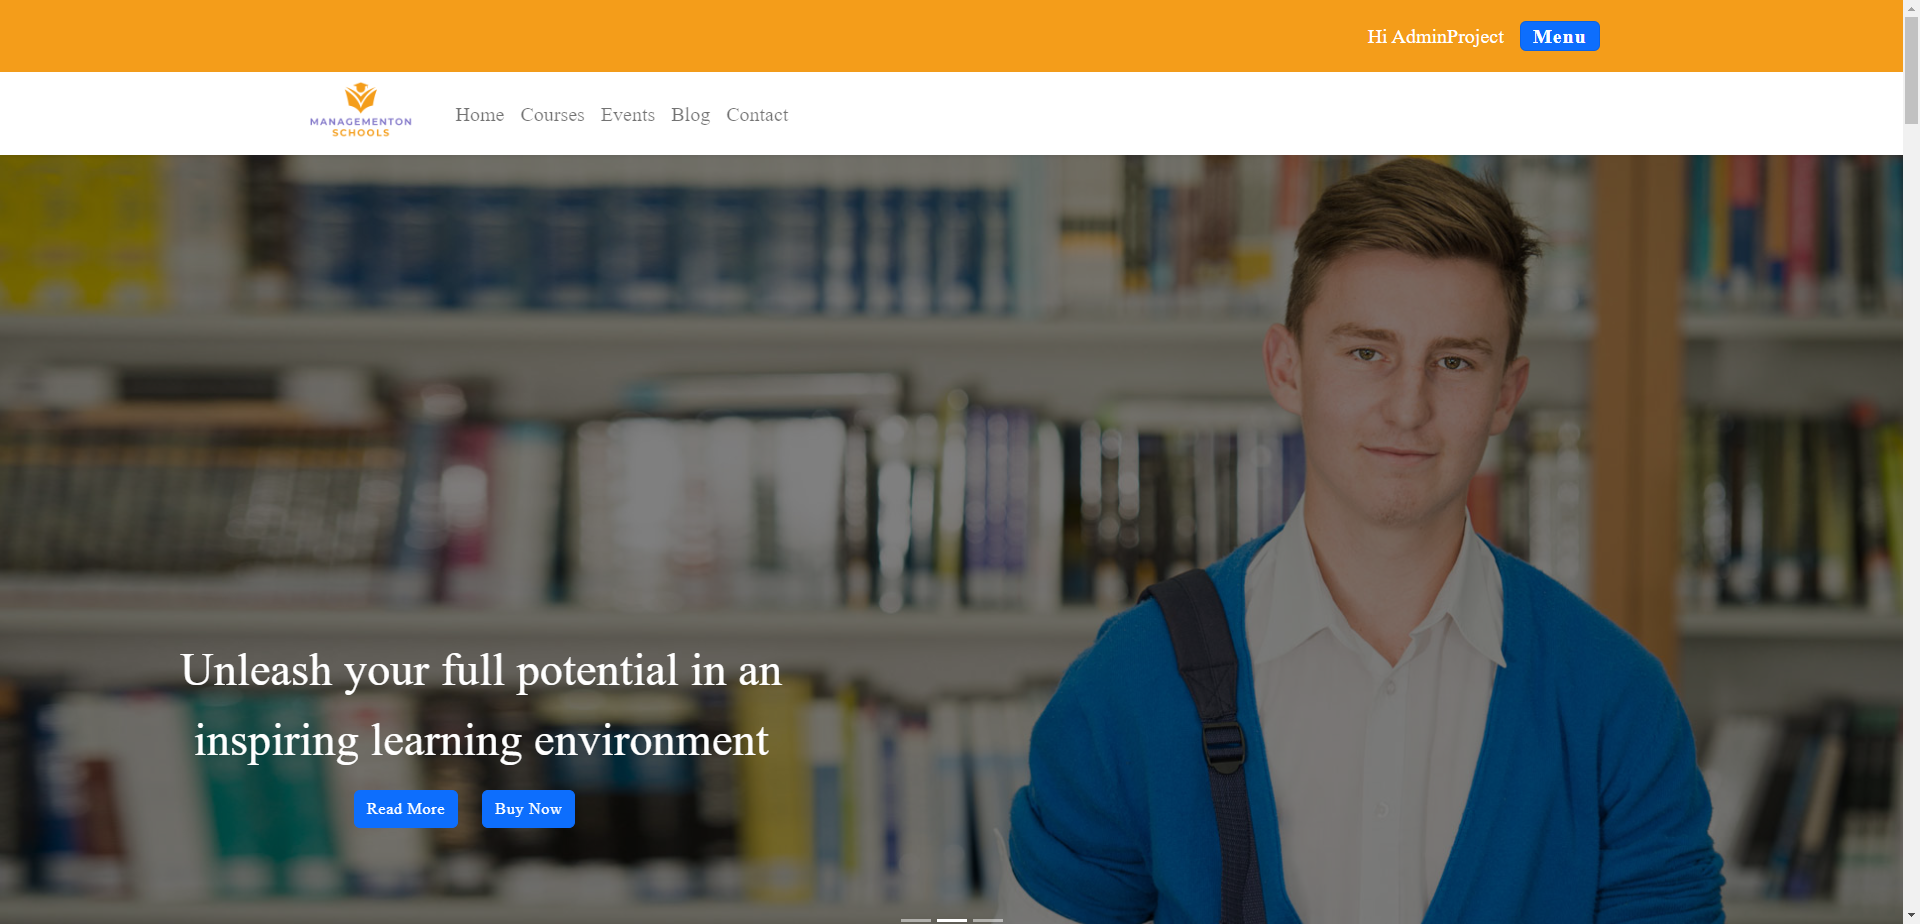 Hi AdminProject Menu
MANAGEMENTON
SCHOOLS
Home Courses Events Blog Contact
Unleash your full potential in an
inspiring learning environment
Read More Buy Now